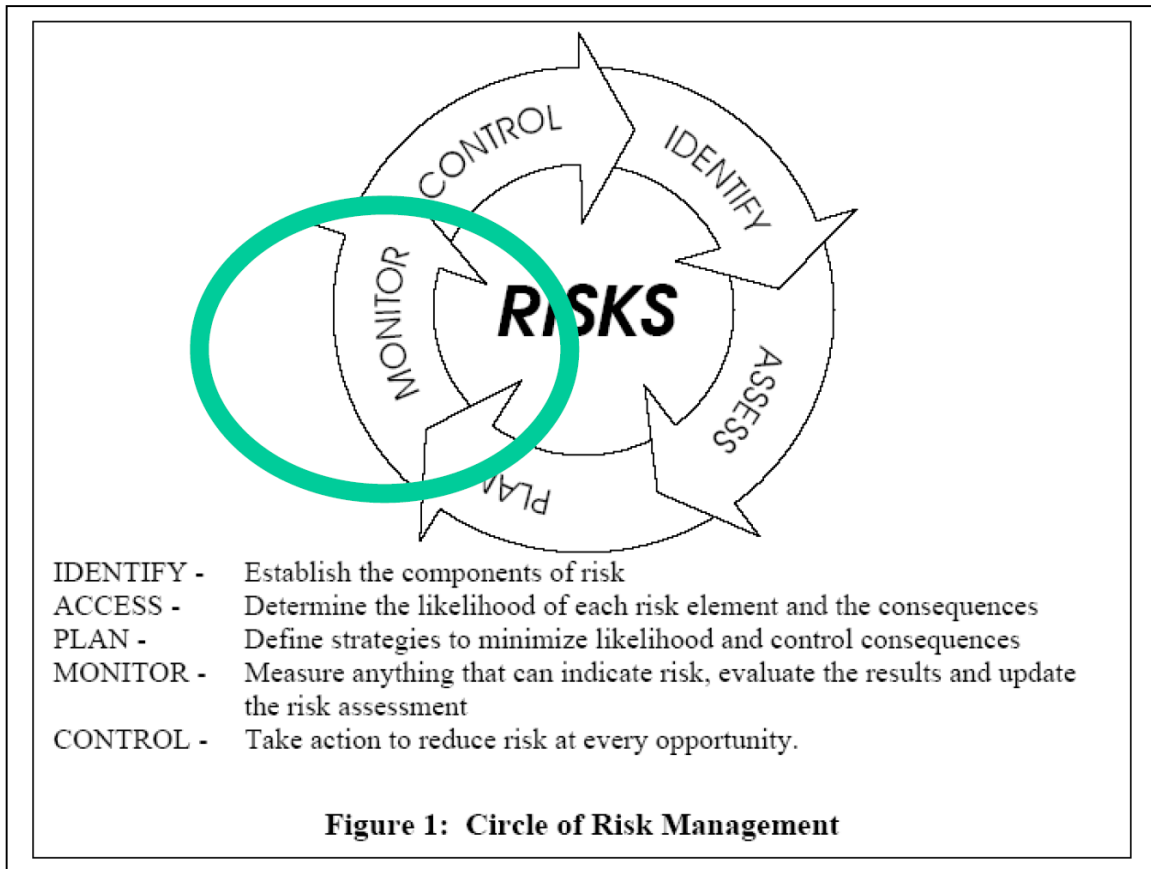 CONTROL
IDENTIFY
MONITOR
RISKS
ASSESS
PLAN
IDENTIFY - Establish the components of risk
ACCESS - Determine the likelihood of each risk element and the consequences
PLAN - Define strategies to minimize likelihood and control consequences
MONITOR - Measure anything that can indicate risk, evaluate the results and update
the risk assessment
CONTROL - Take action to reduce risk at every opportunity.
Figure 1: Circle of Risk Management